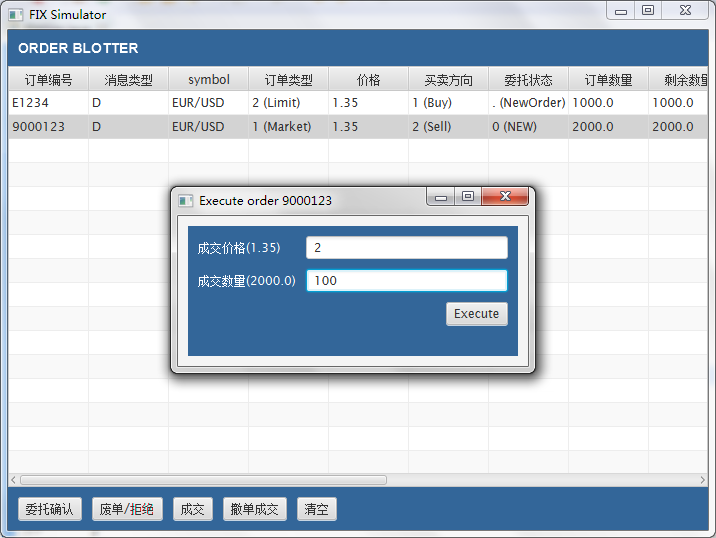 FIX Simulator
ORDER BLOTTER
订单编号 消息类型 symbol 订单类型 价格 买卖方向 委托状态 订单数量 剩余数量
E1234 D EUR/USD 2 (Limit) 1.35 1 (Buy) . (NewOrder) 1000.0 1000.0
9000123 D EUR/USD 1 (Market) 1.35 2 (Sell) 0 (NEW) 2000.0 2000.0
Execute order 9000123
成交价格(1.35) 2
成交数量(2000.0) 100
Execute
委托确认 废单/拒绝 成交 撤单成交 清空